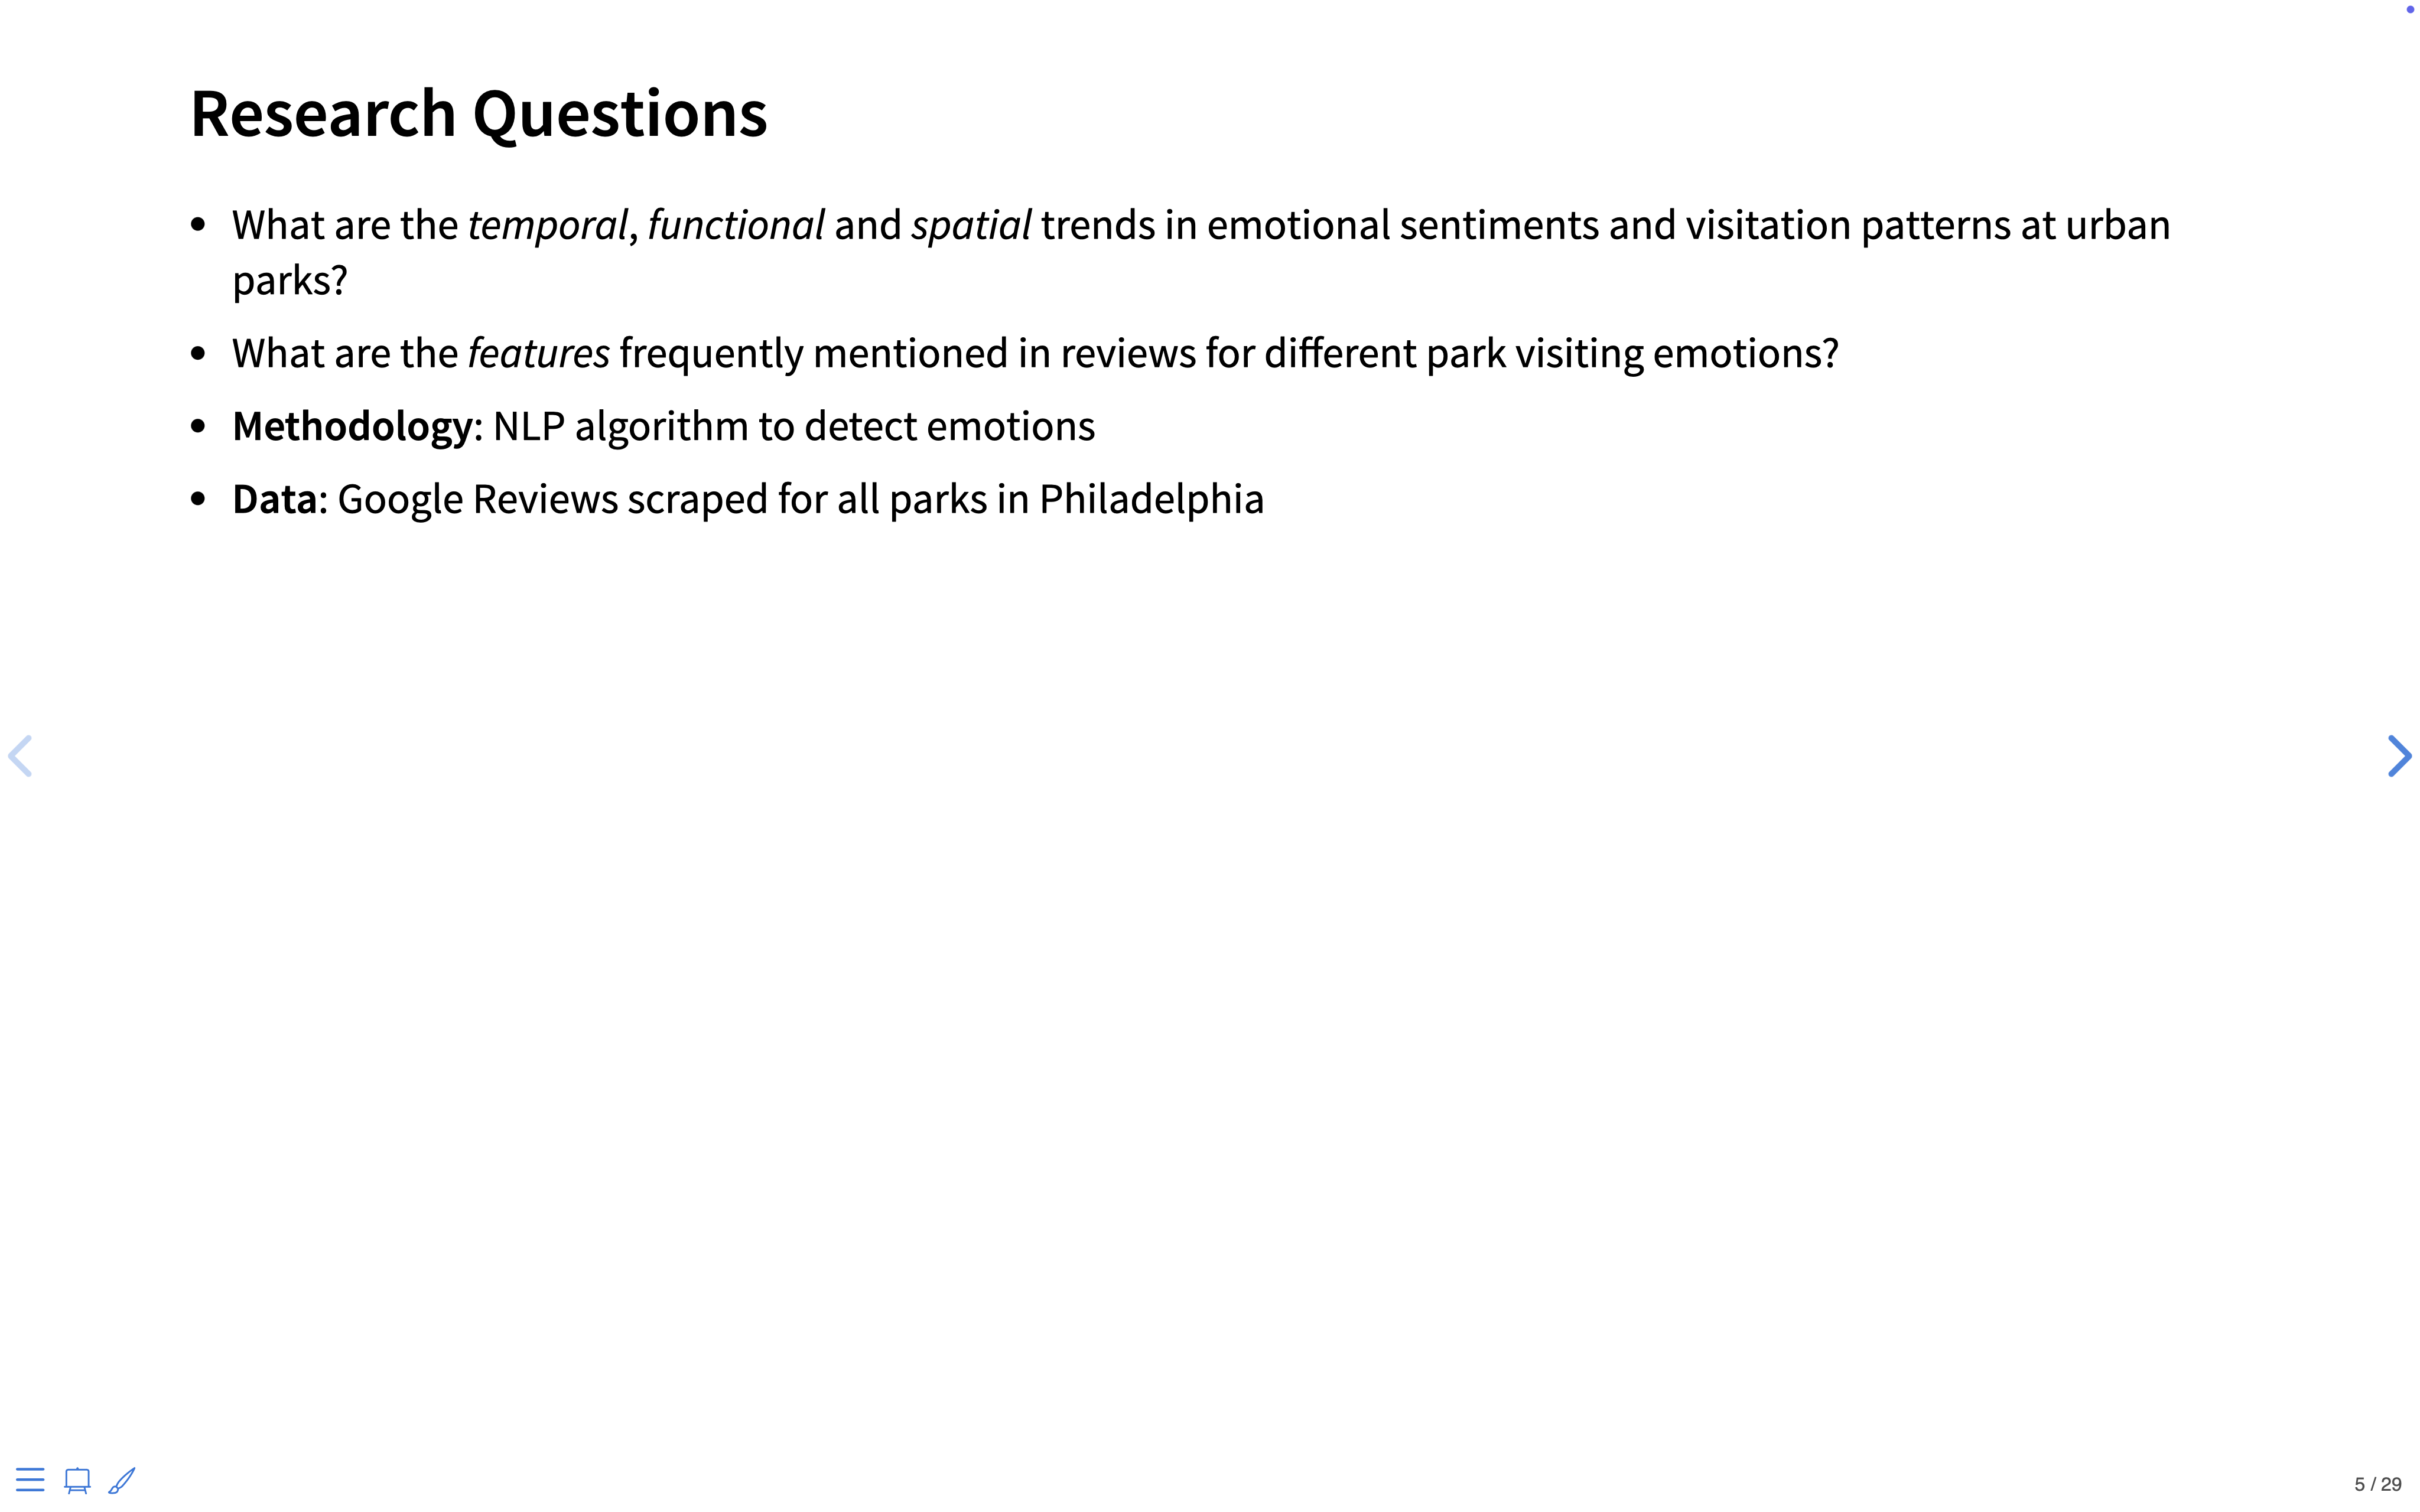 Research Questions
• What are the temporal, functional and spatial trends in emotional sentiments and visitation patterns at urban
parks?
• What are the features frequently mentioned in reviews for different park visiting emotions?
• Methodology: NLP algorithm to detect emotions
• Data: Google Reviews scraped for all parks in Philadelphia
5 / 29